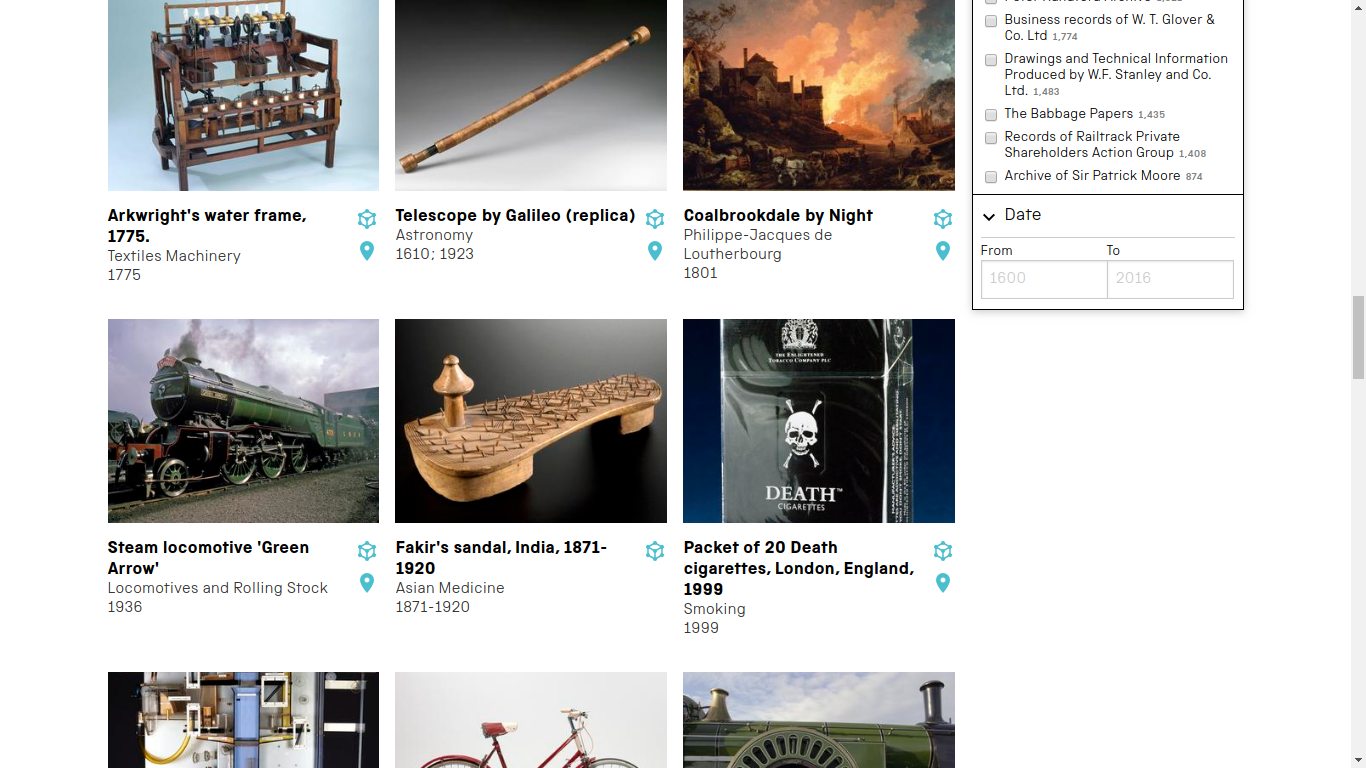 Arkwright's water frame,
1775.
Textiles Machinery
1775
Telescope by Galileo (replica)
Astronomy
1610; 1923
Coalbrookdale by Night
Philippe-Jacques de
Loutherbourg
1801
THE ENLIGHTENED
TOBACCO COMPANY PLC
DEATH™
CIGARETTES
Steam locomotive 'Green
Arrow'
Locomotives and Rolling Stock
1936
Fakir's sandal, India, 1871-
1920
Asian Medicine
1871-1920
Packet of 20 Death
cigarettes, London, England,
1999
Smoking
1999
Business records of W. T. Glover &
Co. Ltd 1,774
Drawings and Technical Information
Produced by W.F. Stanley and Co.
Ltd. 1,483
The Babbage Papers 1,435
Records of Railtrack Private
Shareholders Action Group 1,408
Archive of Sir Patrick Moore 874
Date
From
To
1600
2016